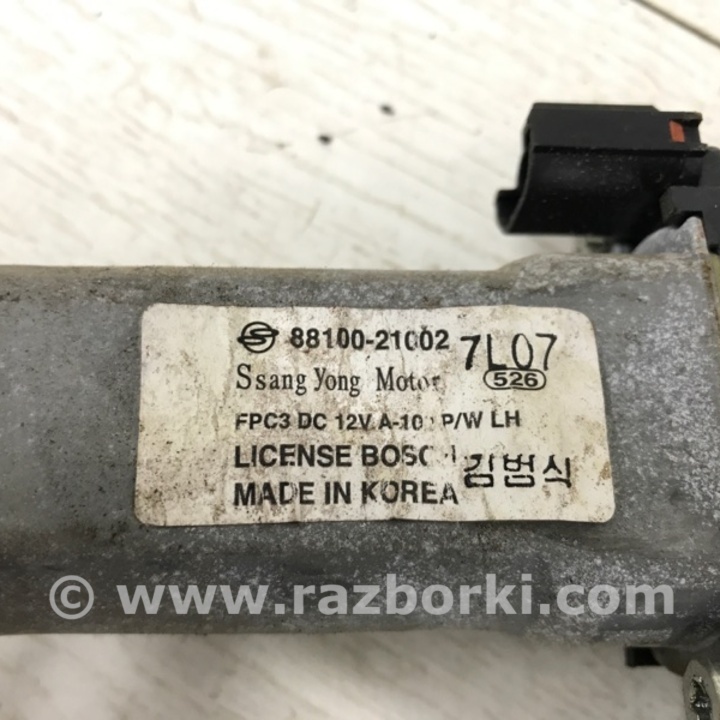 88100-21002 7L07
Ssang Yong Motor 526
FPC3 DC 12V P/W LH
LICENSE 김범식
MADE IN KOREA
© www.razborki.com